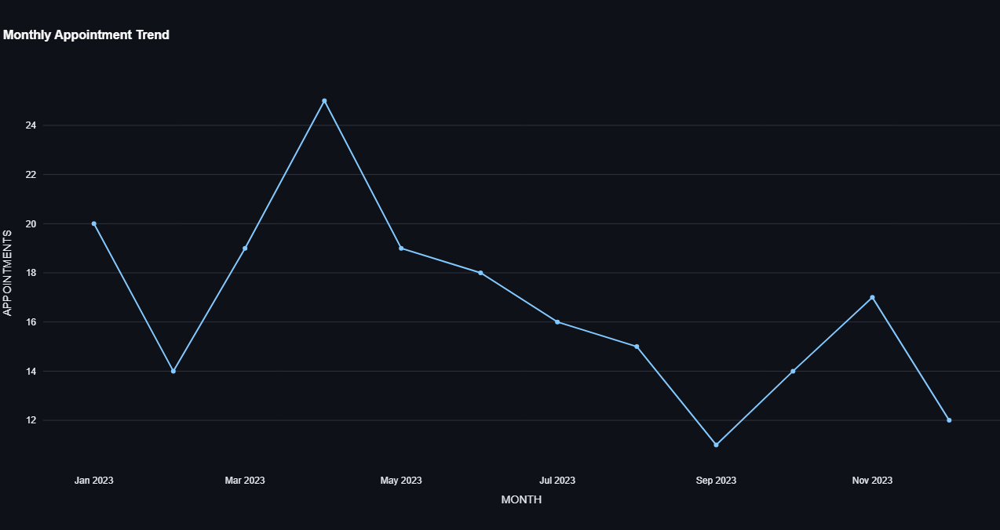 Monthly Appointment Trend
24
22
20
18
16
14
12
APPOINTMENTS
Jan 2023 Mar 2023 May 2023 Jul 2023 Sep 2023 Nov 2023
MONTH